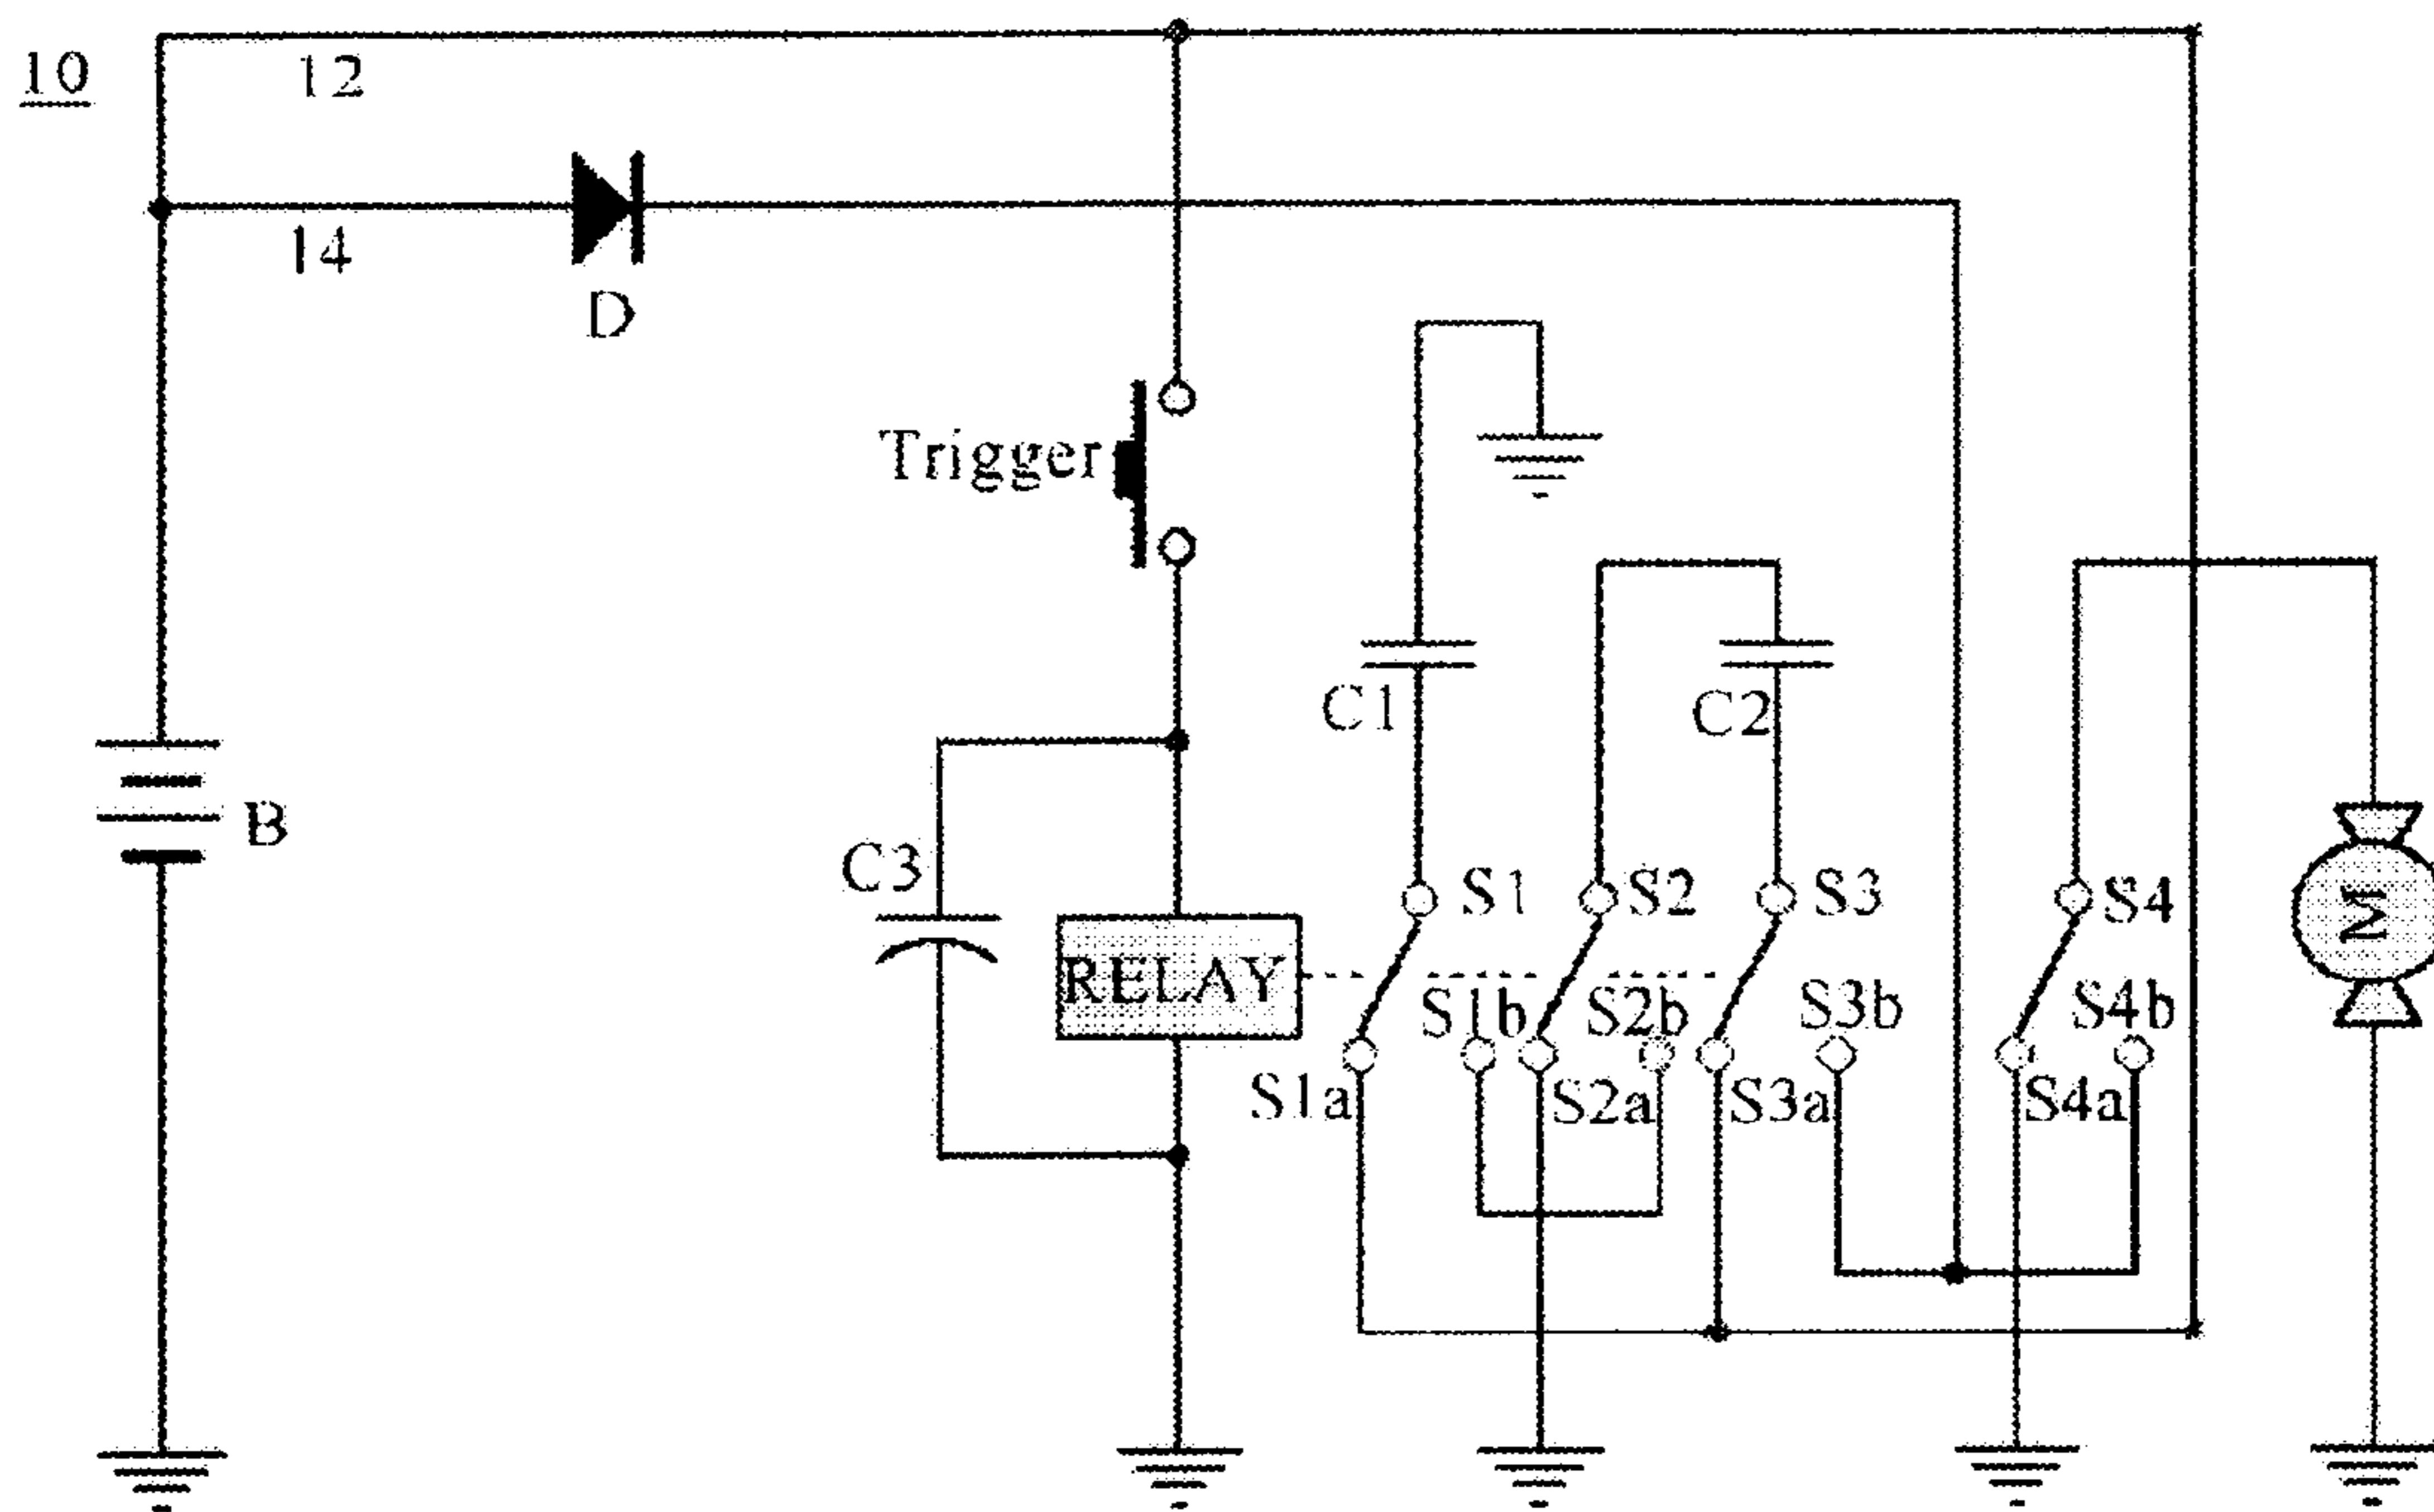 10
12
14
D
Trigger
C1
C2
B
C3
S1
S2
S3
S4
RELAY
S1b
S2b
S3b
S4b
S1a
S2a
S3a
S4a
M